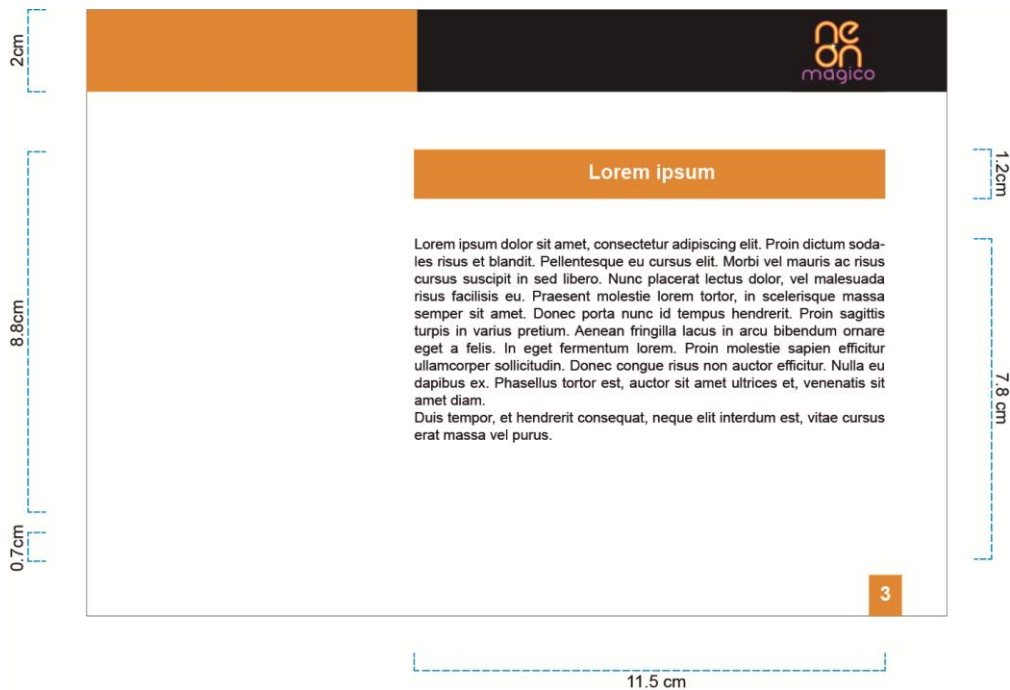 2cm
ne
on
magico
Lorem ipsum
1.2cm
Lorem ipsum dolor sit amet, consectetur adipiscing elit. Proin dictum soda-
les risus et blandit. Pellentesque eu cursus elit. Morbi vel mauris ac risus
cursus suscipit in sed libero. Nunc placerat lectus dolor, vel malesuada
risus facilisis eu. Praesent molestie lorem tortor, in scelerisque massa
semper sit amet. Donec porta nunc id tempus hendrerit. Proin sagittis
turpis in varius pretium. Aenean fringilla lacus in arcu bibendum ornare
eget a felis. In eget fermentum lorem. Proin molestie sapien efficitur
ullamcorper sollicitudin. Donec congue risus non auctor efficitur. Nulla eu
dapibus ex. Phasellus tortor est, auctor sit amet ultrices et, venenatis sit
amet diam.
Duis tempor, et hendrerit consequat, neque elit interdum est, vitae cursus
erat massa vel purus.
8.8cm
7.8 cm
0.7cm
3
11.5 cm